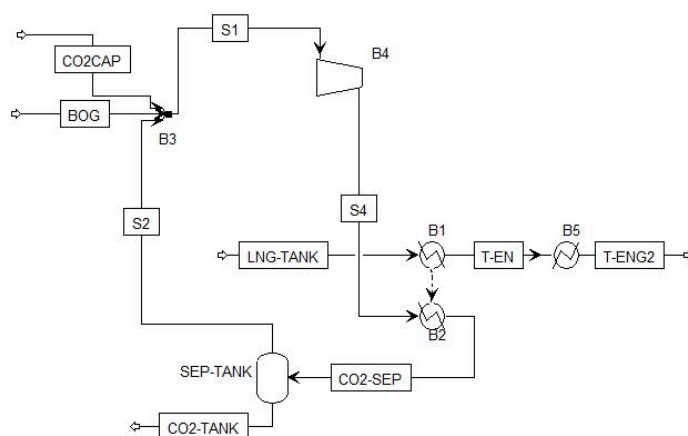 S1
B4
CO2CAP
BOG
B3
S2
S4
B1
B5
LNG-TANK
T-EN
T-ENG2
B2
SEP-TANK
CO2-SEP
CO2-TANK